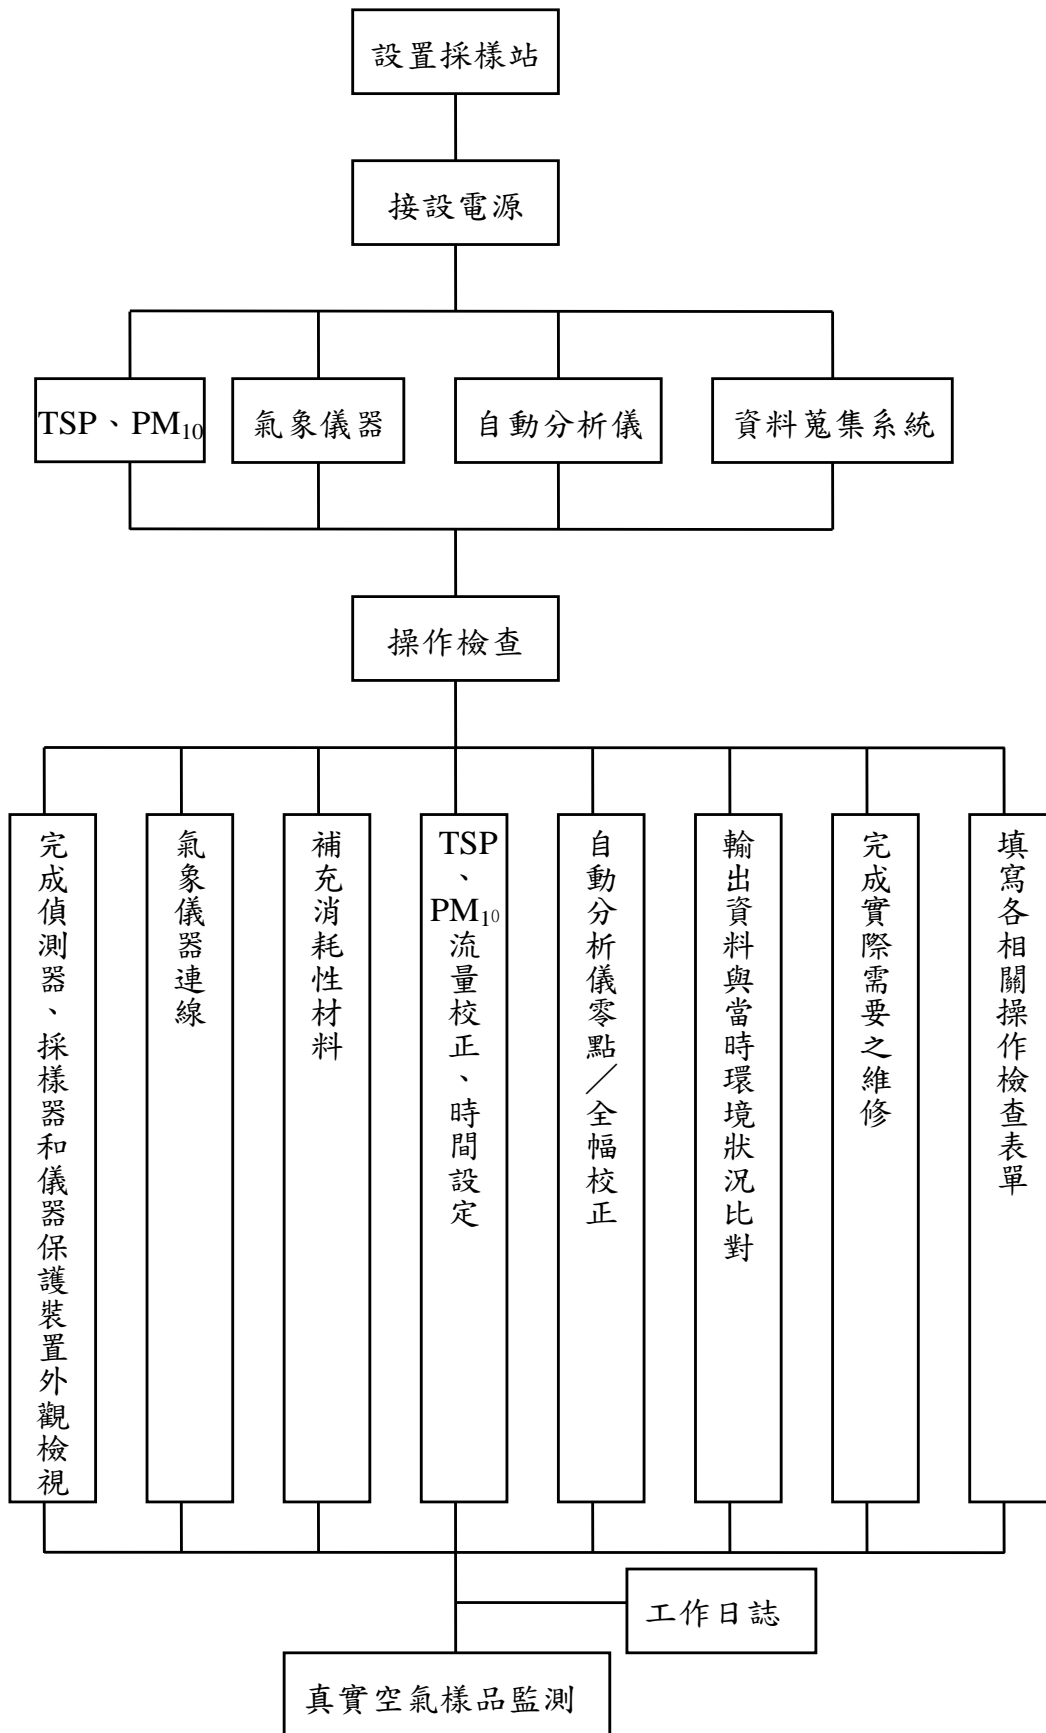 設置採樣站
接設電源
TSP、PM₁₀
氣象儀器
自動分析儀
資料蒐集系統
操作檢查
完成偵測器、採樣器和儀器保護裝置外觀檢視
氣象儀器連線
補充消耗性材料
TSP、PM₁₀流量校正、時間設定
自動分析儀零點／全幅校正
輸出資料與當時環境狀況比對
完成實際需要之維修
填寫各相關操作檢查表單
工作日誌
真實空氣樣品監測